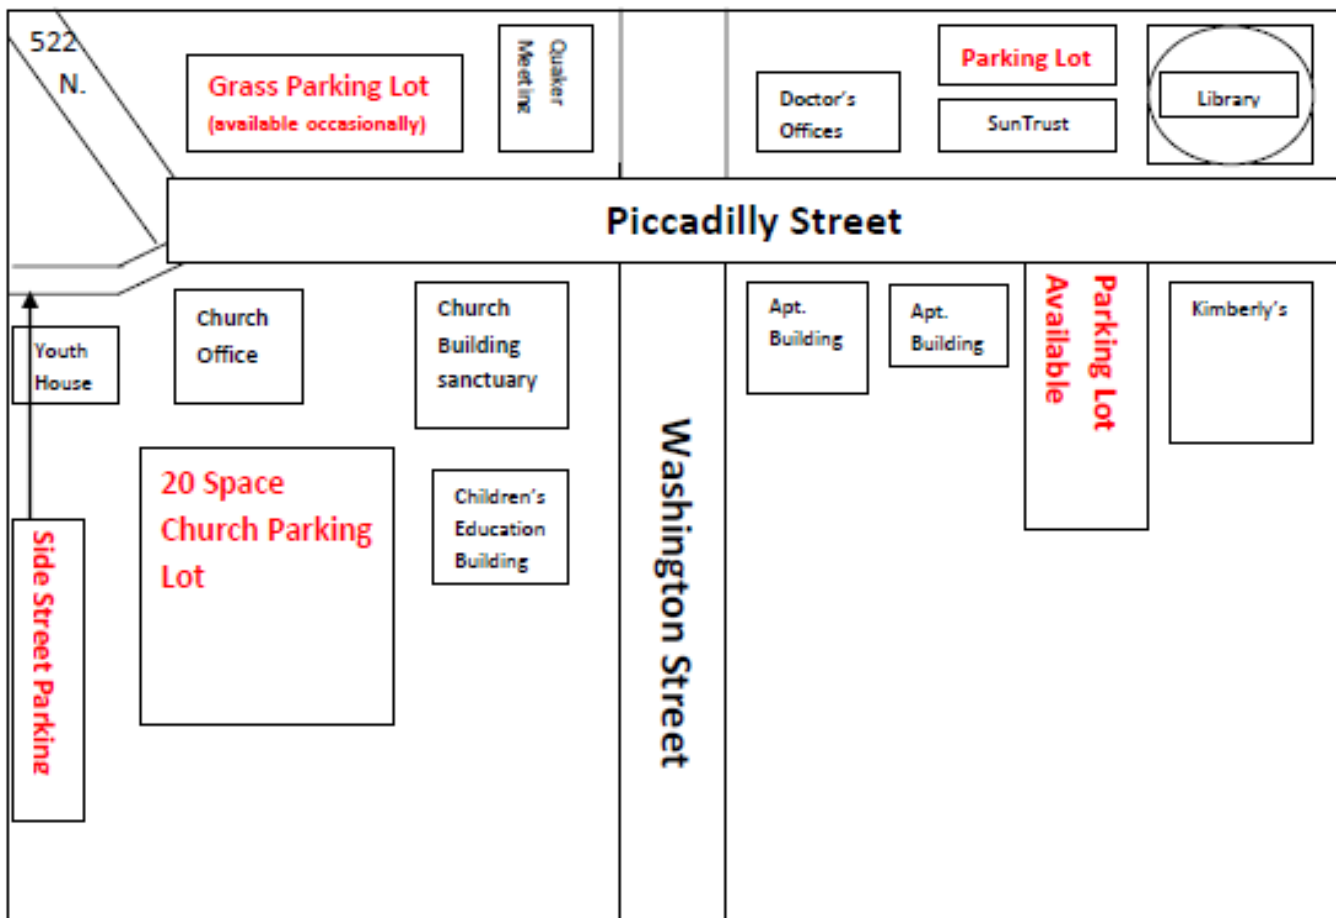 522
N.
Grass Parking Lot
(available occasionally)
Quaker
Meeting
Doctor's
Offices
Parking Lot
SunTrust
Library
Piccadilly Street
Youth
House
Church
Office
Church
Building
sanctuary
Apt.
Building
Apt.
Building
Parking Lot
Available
Kimberly's
20 Space
Church Parking
Lot
Children's
Education
Building
Side Street Parking
Washington Street